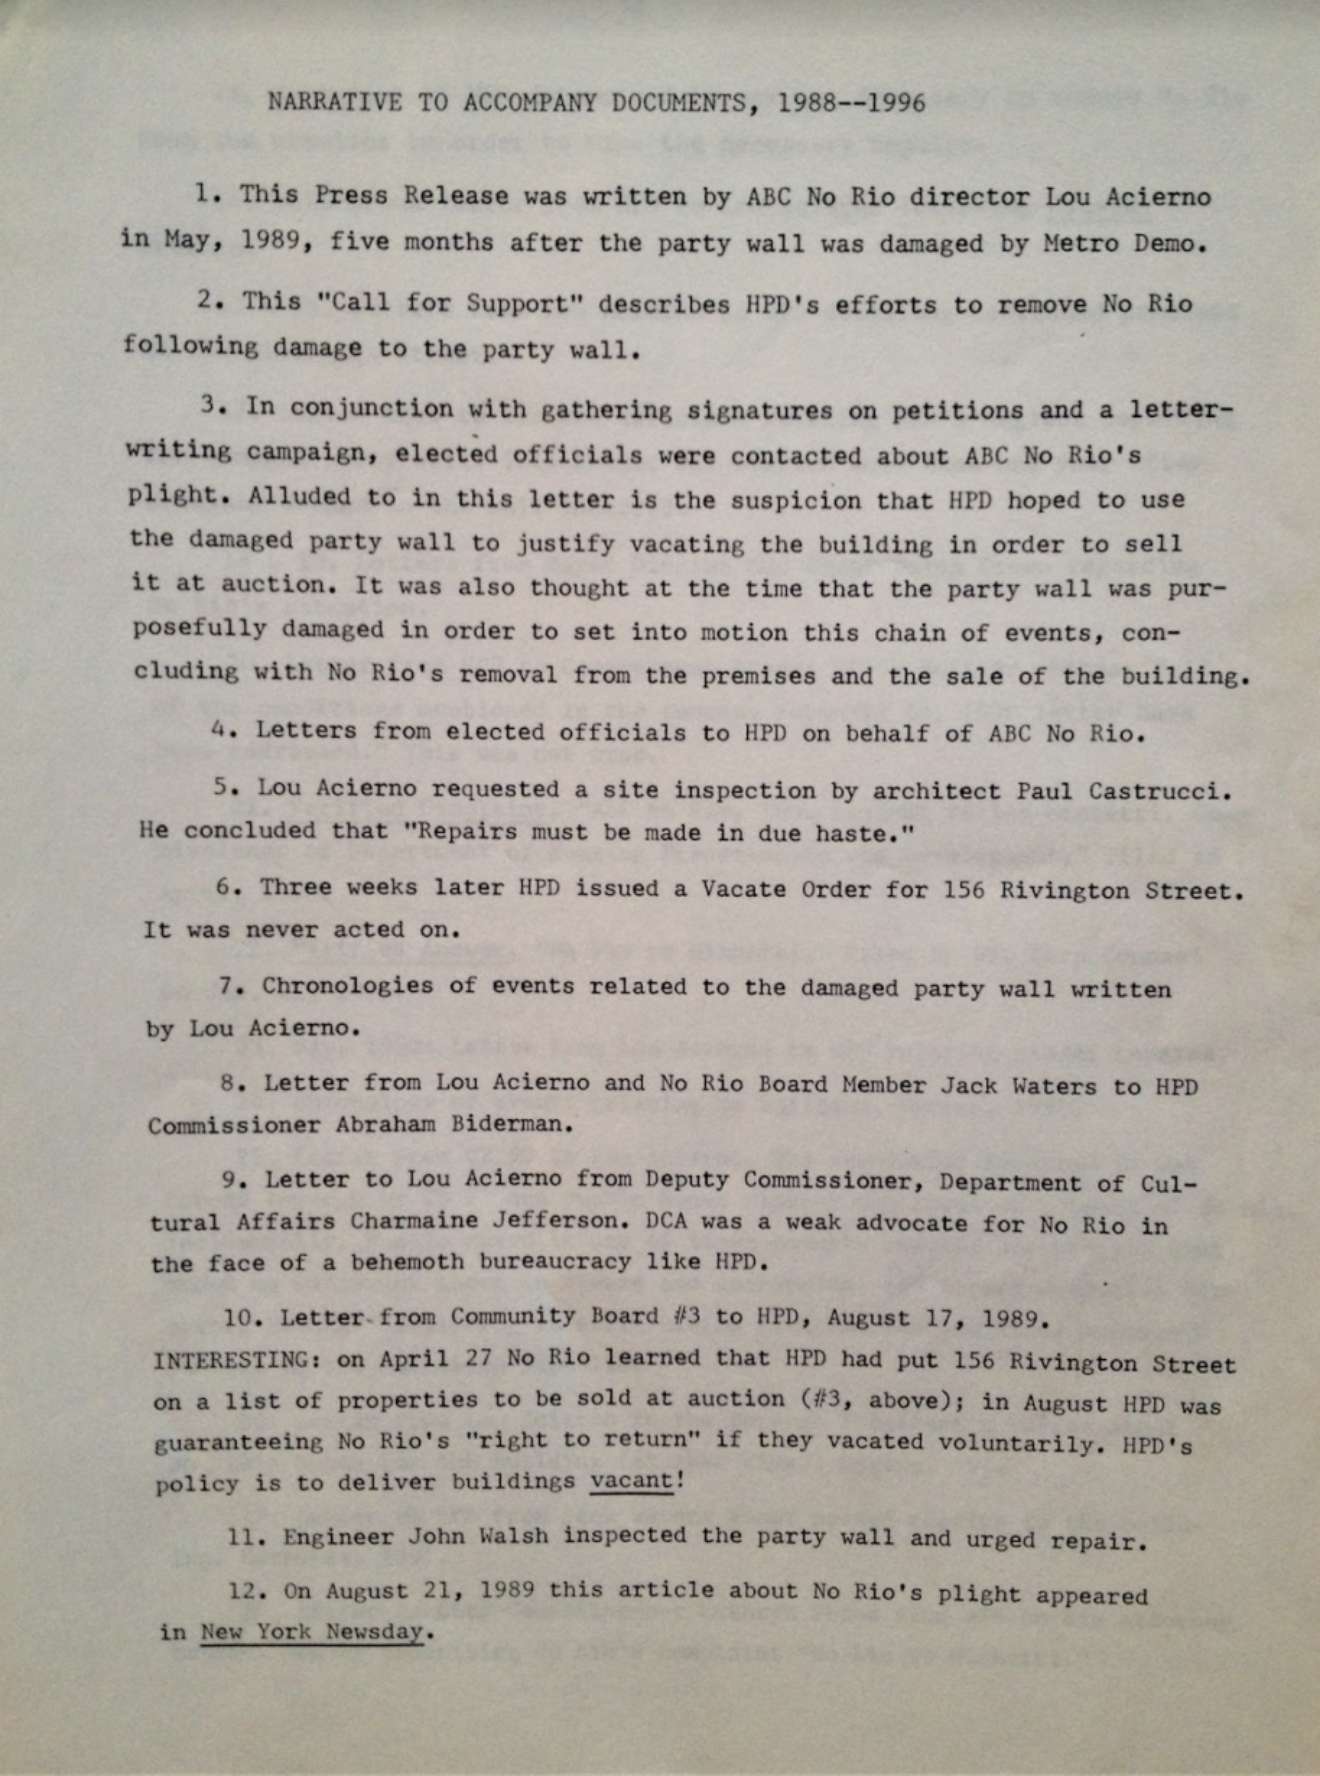 NARRATIVE TO ACCOMPANY DOCUMENTS, 1988--1996
1. This Press Release was written by ABC No Rio director Lou Acierno
in May, 1989, five months after the party wall was damaged by Metro Demo.
2. This "Call for Support" describes HPD's efforts to remove No Rio
following damage to the party wall.
3. In conjunction with gathering signatures on petitions and a letter-
writing campaign, elected officials were contacted about ABC No Rio's
plight. Alluded to in this letter is the suspicion that HPD hoped to use
the damaged party wall to justify vacating the building in order to sell
it at auction. It was also thought at the time that the party wall was pur-
posefully damaged in order to set into motion this chain of events, con-
cluding with No Rio's removal from the premises and the sale of the building.
4. Letters from elected officials to HPD on behalf of ABC No Rio.
5. Lou Acierno requested a site inspection by architect Paul Castrucci.
He concluded that "Repairs must be made in due haste."
6. Three weeks later HPD issued a Vacate Order for 156 Rivington Street.
It was never acted on.
7. Chronologies of events related to the damaged party wall written
by Lou Acierno.
8. Letter from Lou Acierno and No Rio Board Member Jack Waters to HPD
Commissioner Abraham Biderman.
9. Letter to Lou Acierno from Deputy Commissioner, Department of Cul-
tural Affairs Charmaine Jefferson. DCA was a weak advocate for No Rio in
the face of a behemoth bureaucracy like HPD.
10. Letter from Community Board #3 to HPD, August 17, 1989.
INTERESTING: on April 27 No Rio learned that HPD had put 156 Rivington Street
on a list of properties to be sold at auction (#3, above); in August HPD was
guaranteeing No Rio's "right to return" if they vacated voluntarily. HPD's
policy is to deliver buildings vacant!
11. Engineer John Walsh inspected the party wall and urged repair.
12. On August 21, 1989 this article about No Rio's plight appeared
in New York Newsday.